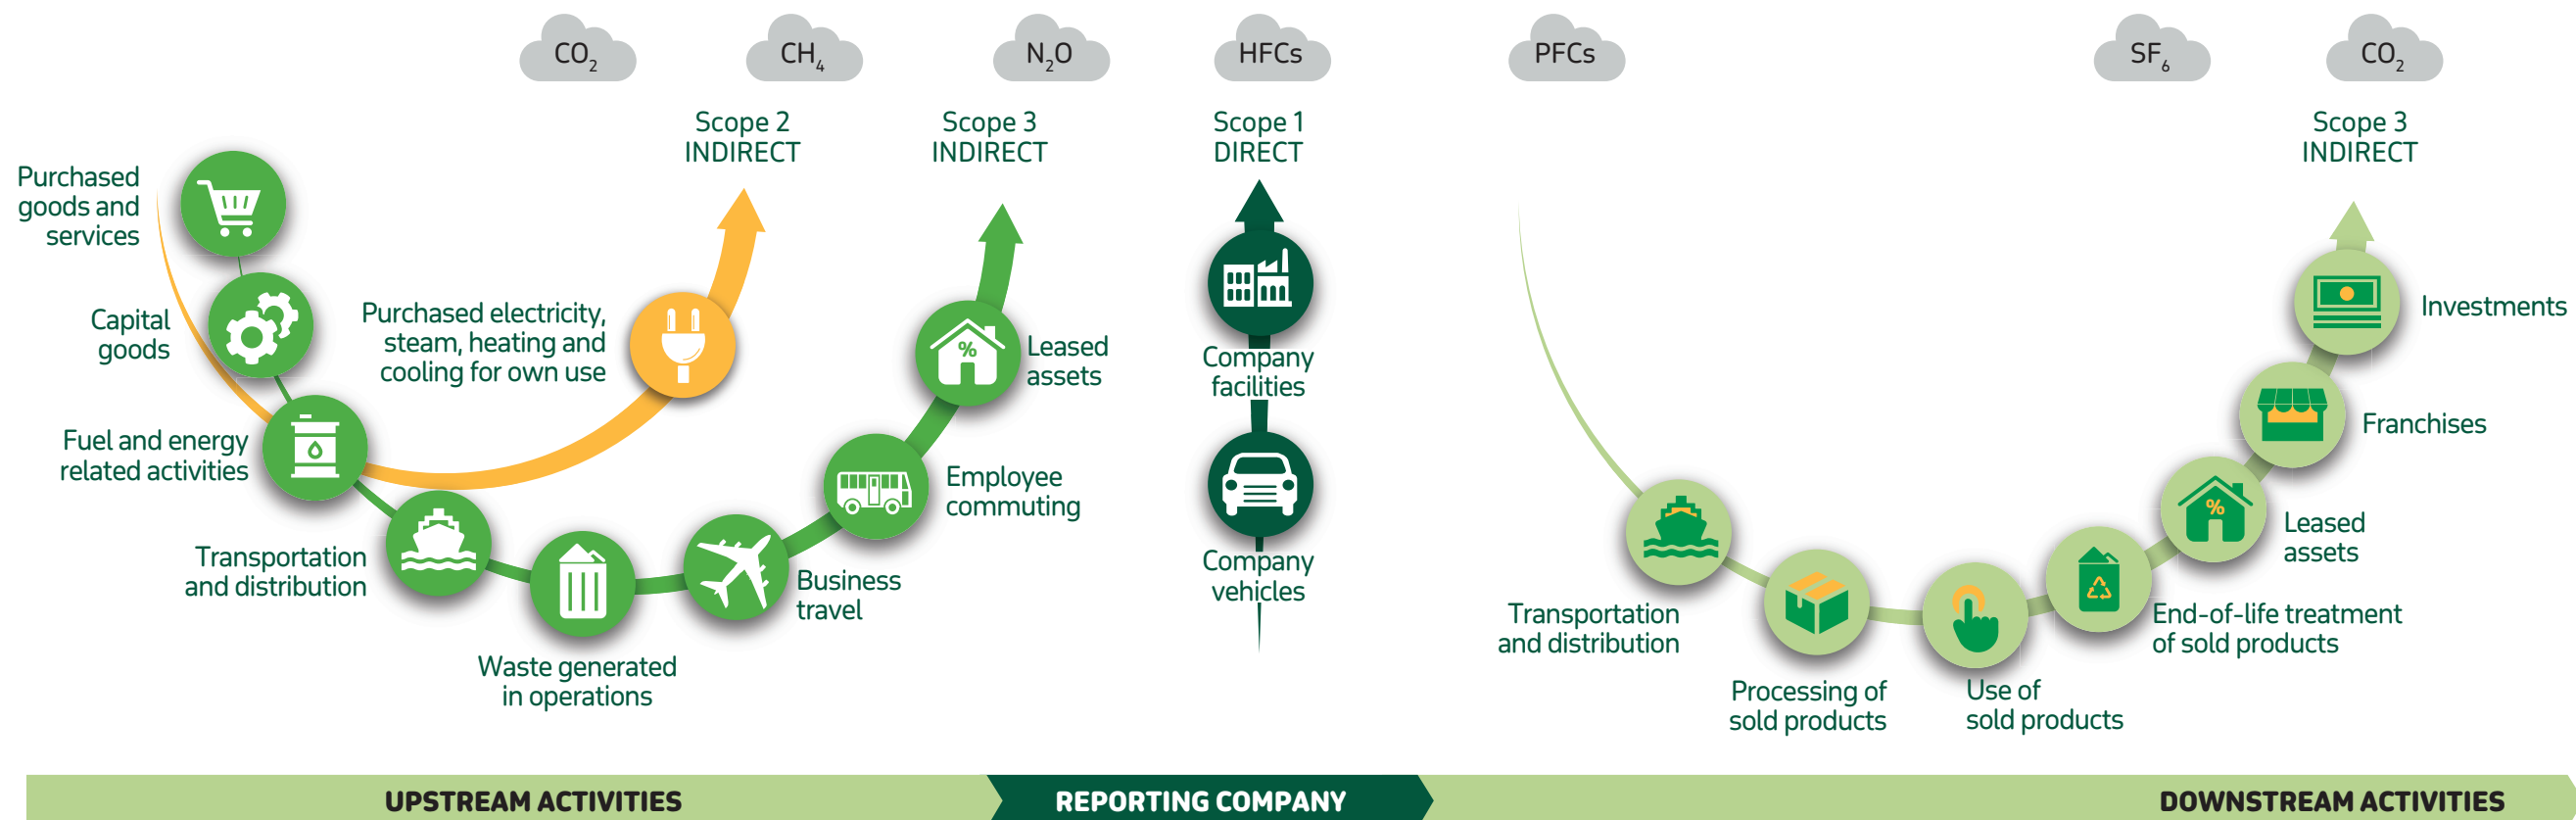 CO₂
CH₄
N₂O
HFCs
PFCs
SF₆
CO₂
Scope 2
INDIRECT
Scope 3
INDIRECT
Scope 1
DIRECT
Scope 3
INDIRECT
Purchased
goods and
services
Capital
goods
Fuel and energy
related activities
Purchased electricity,
steam, heating and
cooling for own use
Transportation
and distribution
Waste generated
in operations
Business
travel
Employee
commuting
%
Leased
assets
Company
facilities
Company
vehicles
Transportation
and distribution
Processing of
sold products
Use of
sold products
End-of-life treatment
of sold products
%
Leased
assets
Franchises
Investments
UPSTREAM ACTIVITIES
REPORTING COMPANY
DOWNSTREAM ACTIVITIES